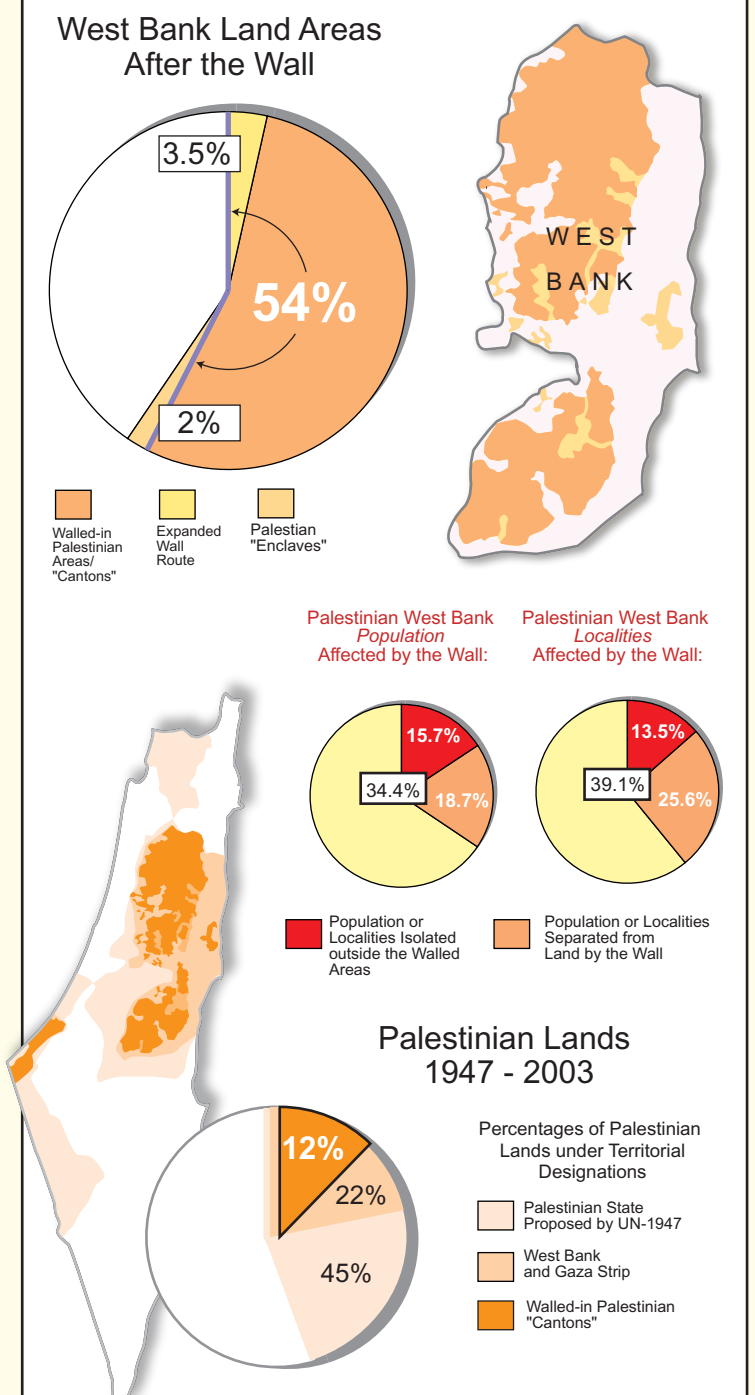 West Bank Land Areas
After the Wall
3.5%
54%
2%
WEST
BANK
Walled-in
Palestinian
Areas/
"Cantons"
Expanded
Wall
Route
Palestian
"Enclaves"
Palestinian West Bank
Population
Affected by the Wall:
Palestinian West Bank
Localities
Affected by the Wall:
15.7%
34.4%
18.7%
13.5%
39.1%
25.6%
Population or
Localities Isolated
outside the Walled
Areas
Population or Localities
Separated from
Land by the Wall
Palestinian Lands
1947 - 2003
12%
22%
45%
Percentages of Palestinian
Lands under Territorial
Designations
Palestinian State
Proposed by UN-1947
West Bank
and Gaza Strip
Walled-in Palestinian
"Cantons"